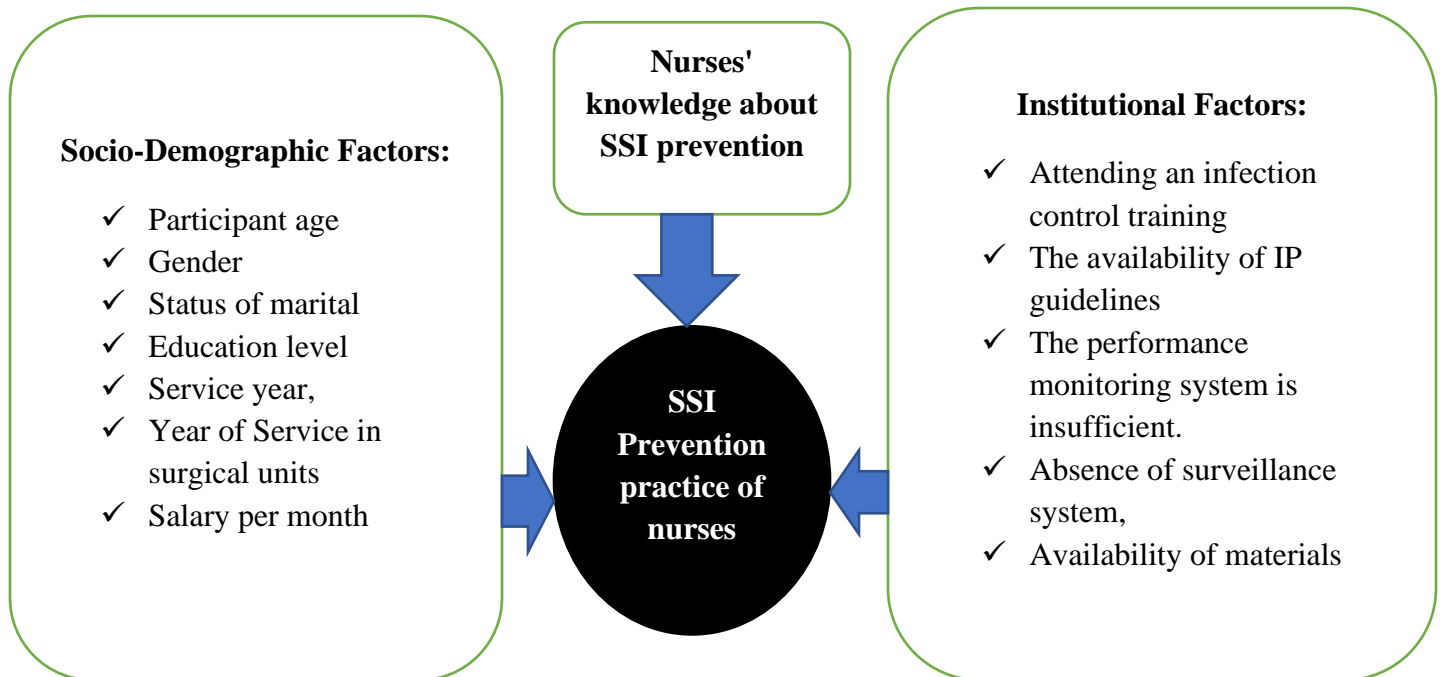 Socio-Demographic Factors:
✓ Participant age
✓ Gender
✓ Status of marital
✓ Education level
✓ Service year,
✓ Year of Service in
surgical units
✓ Salary per month
Nurses'
knowledge about
SSI prevention
SSI
Prevention
practice of
nurses
Institutional Factors:
✓ Attending an infection
control training
✓ The availability of IP
guidelines
✓ The performance
monitoring system is
insufficient.
✓ Absence of surveillance
system,
✓ Availability of materials